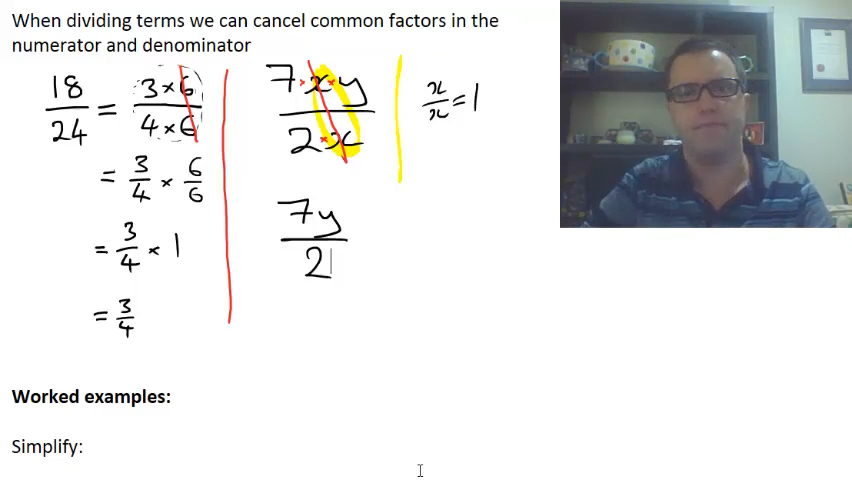 When dividing terms we can cancel common factors in the
numerator and denominator
18/24 = 3×6/4×6
= 3/4 × 6/6
= 3/4 × 1
= 3/4
7·x·y/2·x
7y/2
x/x = 1
Worked examples:
Simplify: